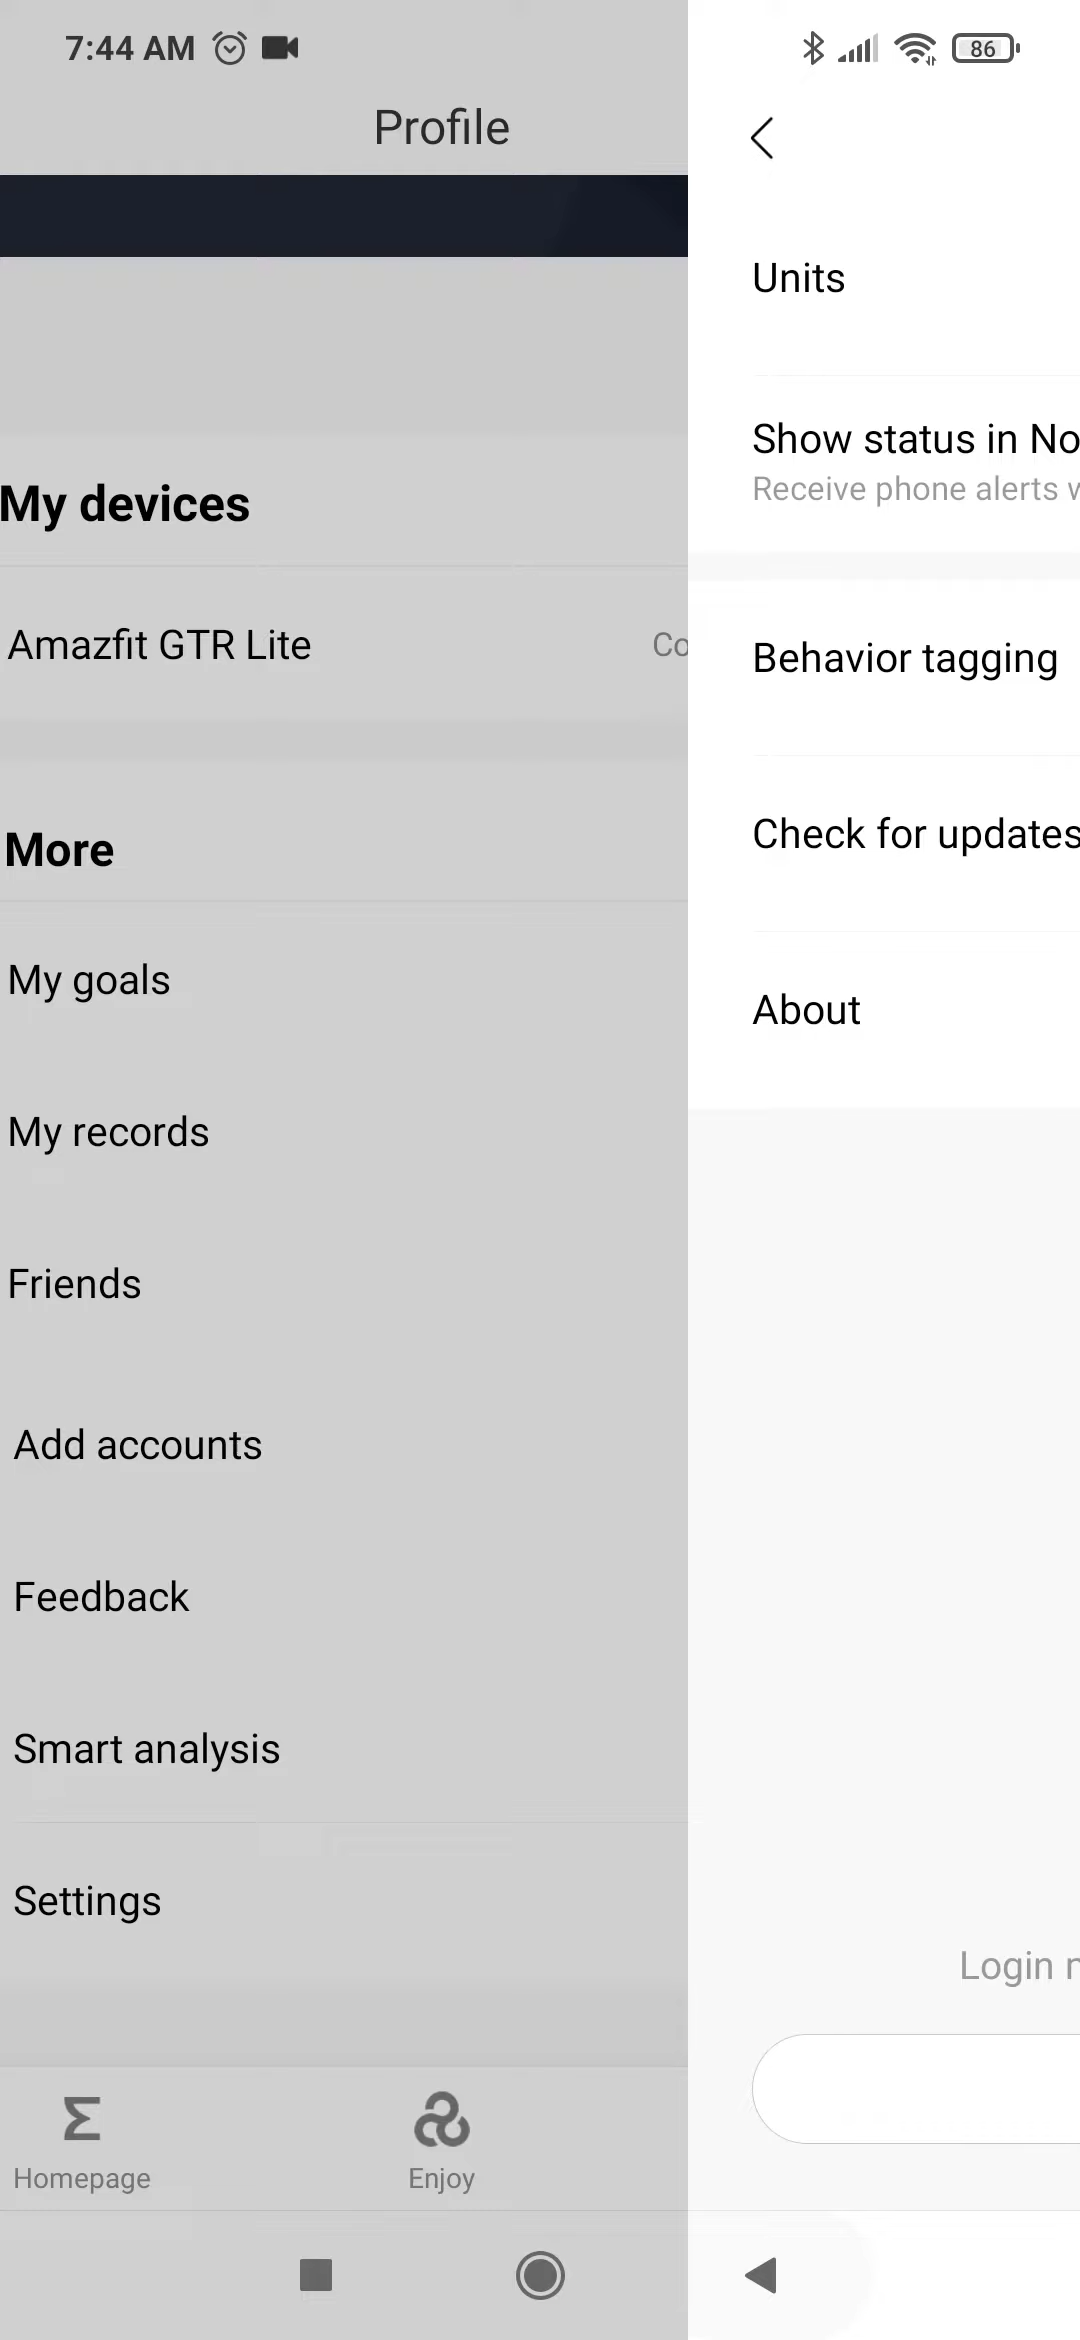 7:44 AM
86
Profile
My devices
Amazfit GTR Lite
Co
More
My goals
My records
Friends
Add accounts
Feedback
Smart analysis
Settings
Homepage
Enjoy
Units
Show status in No
Receive phone alerts
Behavior tagging
Check for updates
About
Login